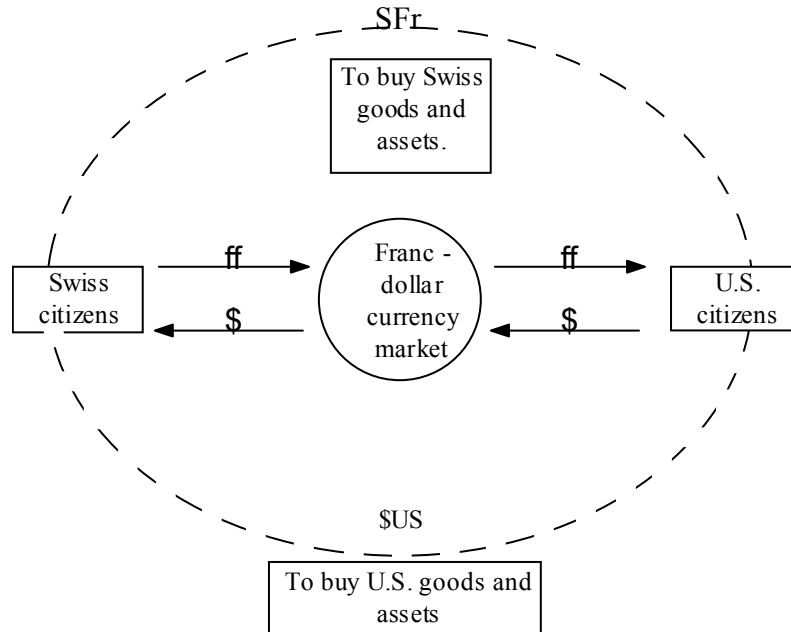 SFr
To buy Swiss
goods and
assets.
ff
ff
Swiss
citizens
Franc -
dollar
currency
market
U.S.
citizens
$
$
$US
To buy U.S. goods and
assets